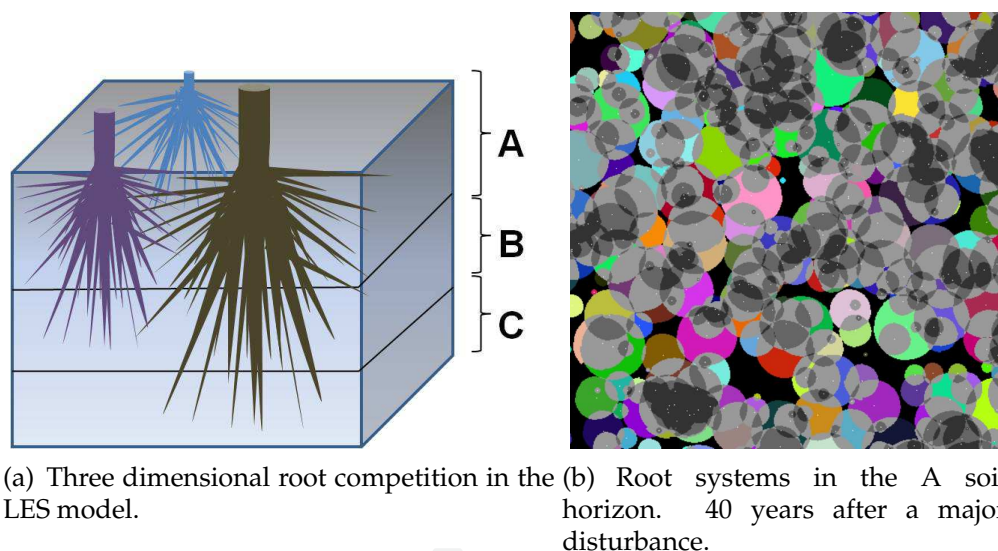 A
B
C
(a) Three dimensional root competition in the
LES model.
(b) Root systems in the A soi
horizon. 40 years after a major
disturbance.